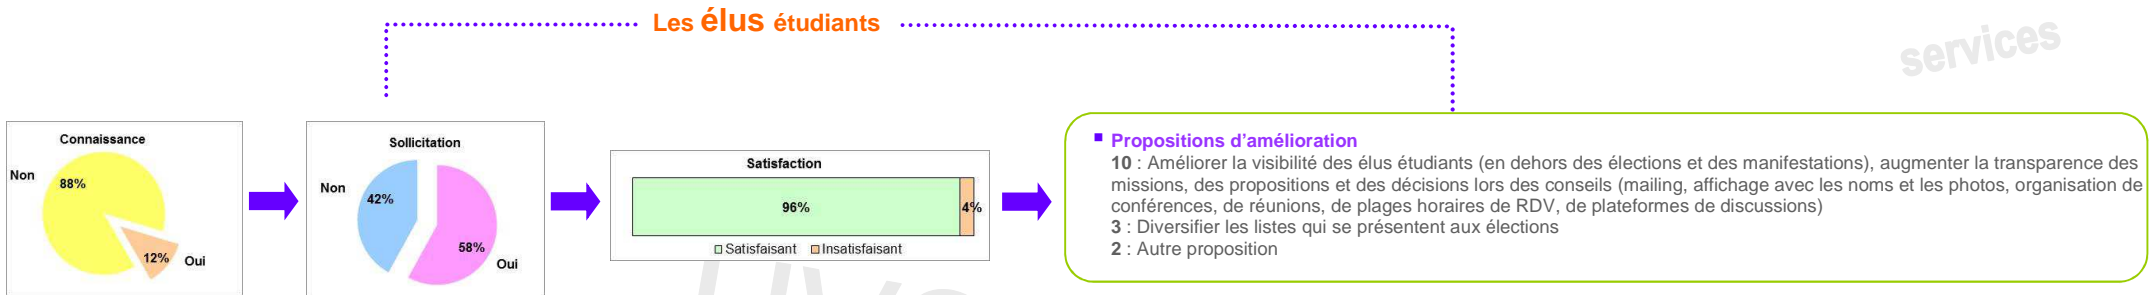 Les élus étudiants
services
Connaissance
Non
88%
12%
Oui
Sollicitation
Non
42%
58%
Oui
Satisfaction
96%
4%
Satisfaisant
Insatisfaisant
Propositions d'amélioration
10 : Améliorer la visibilité des élus étudiants (en dehors des élections et des manifestations), augmenter la transparence des
missions, des propositions et des décisions lors des conseils (mailing, affichage avec les noms et les photos, organisation de
conférences, de réunions, de plages horaires de RDV, de plateformes de discussions)
3 : Diversifier les listes qui se présentent aux élections
2 : Autre proposition